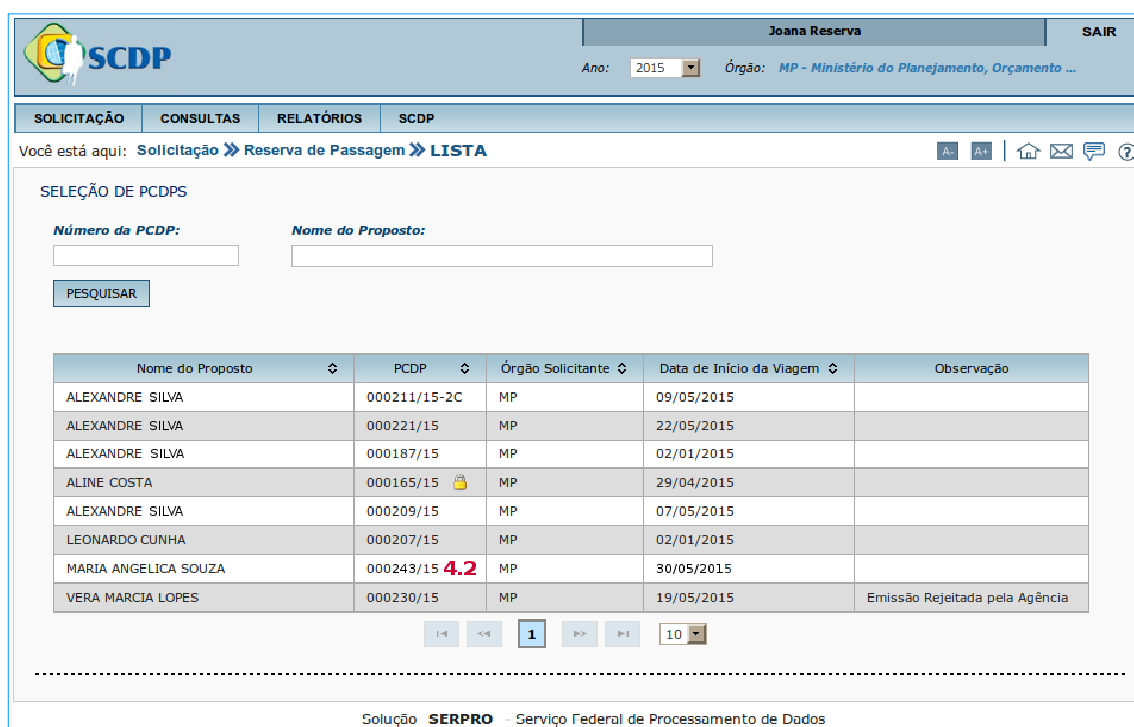 SCDP
Joana Reserva
SAIR
Ano: 2015 Órgão: MP - Ministério do Planejamento, Orçamento ...
SOLICITAÇÃO CONSULTAS RELATÓRIOS SCDP
Você está aqui: Solicitação Reserva de Passagem LISTA
A- A+
SELEÇÃO DE PCDPS
Número da PCDP: Nome do Proposto:
PESQUISAR
Nome do Proposto PCDP Órgão Solicitante Data de Início da Viagem Observação
ALEXANDRE SILVA 000211/15-2C MP 09/05/2015
ALEXANDRE SILVA 000221/15 MP 22/05/2015
ALEXANDRE SILVA 000187/15 MP 02/01/2015
ALINE COSTA 000165/15 MP 29/04/2015
ALEXANDRE SILVA 000209/15 MP 07/05/2015
LEONARDO CUNHA 000207/15 MP 02/01/2015
MARIA ANGELICA SOUZA 000243/15 4.2 MP 30/05/2015
VERA MARCIA LOPES 000230/15 MP 19/05/2015 Emissão Rejeitada pela Agência
1 10
Solução SERPRO - Serviço Federal de Processamento de Dados